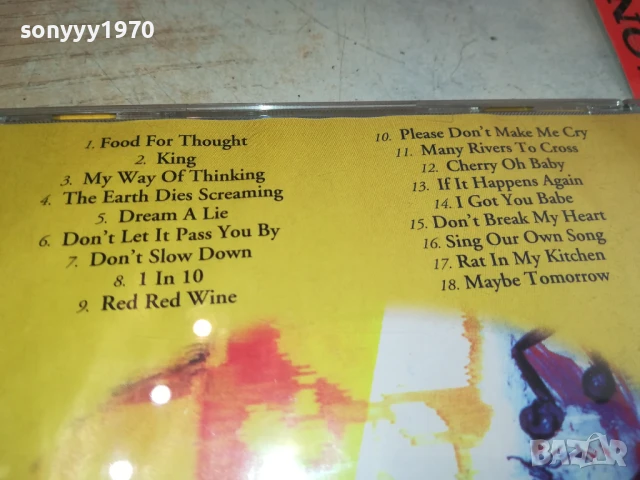 sonyyy1970
1. Food For Thought
2. King
3. My Way Of Thinking
4. The Earth Dies Screaming
5. Dream A Lie
6. Don't Let It Pass You By
7. Don't Slow Down
8. 1 In 10
9. Red Red Wine
10. Please Don't Make Me Cry
11. Many Rivers To Cross
12. Cherry Oh Baby
13. If It Happens Again
14. I Got You Babe
15. Don't Break My Heart
16. Sing Our Own Song
17. Rat In My Kitchen
18. Maybe Tomorrow
BAZAR